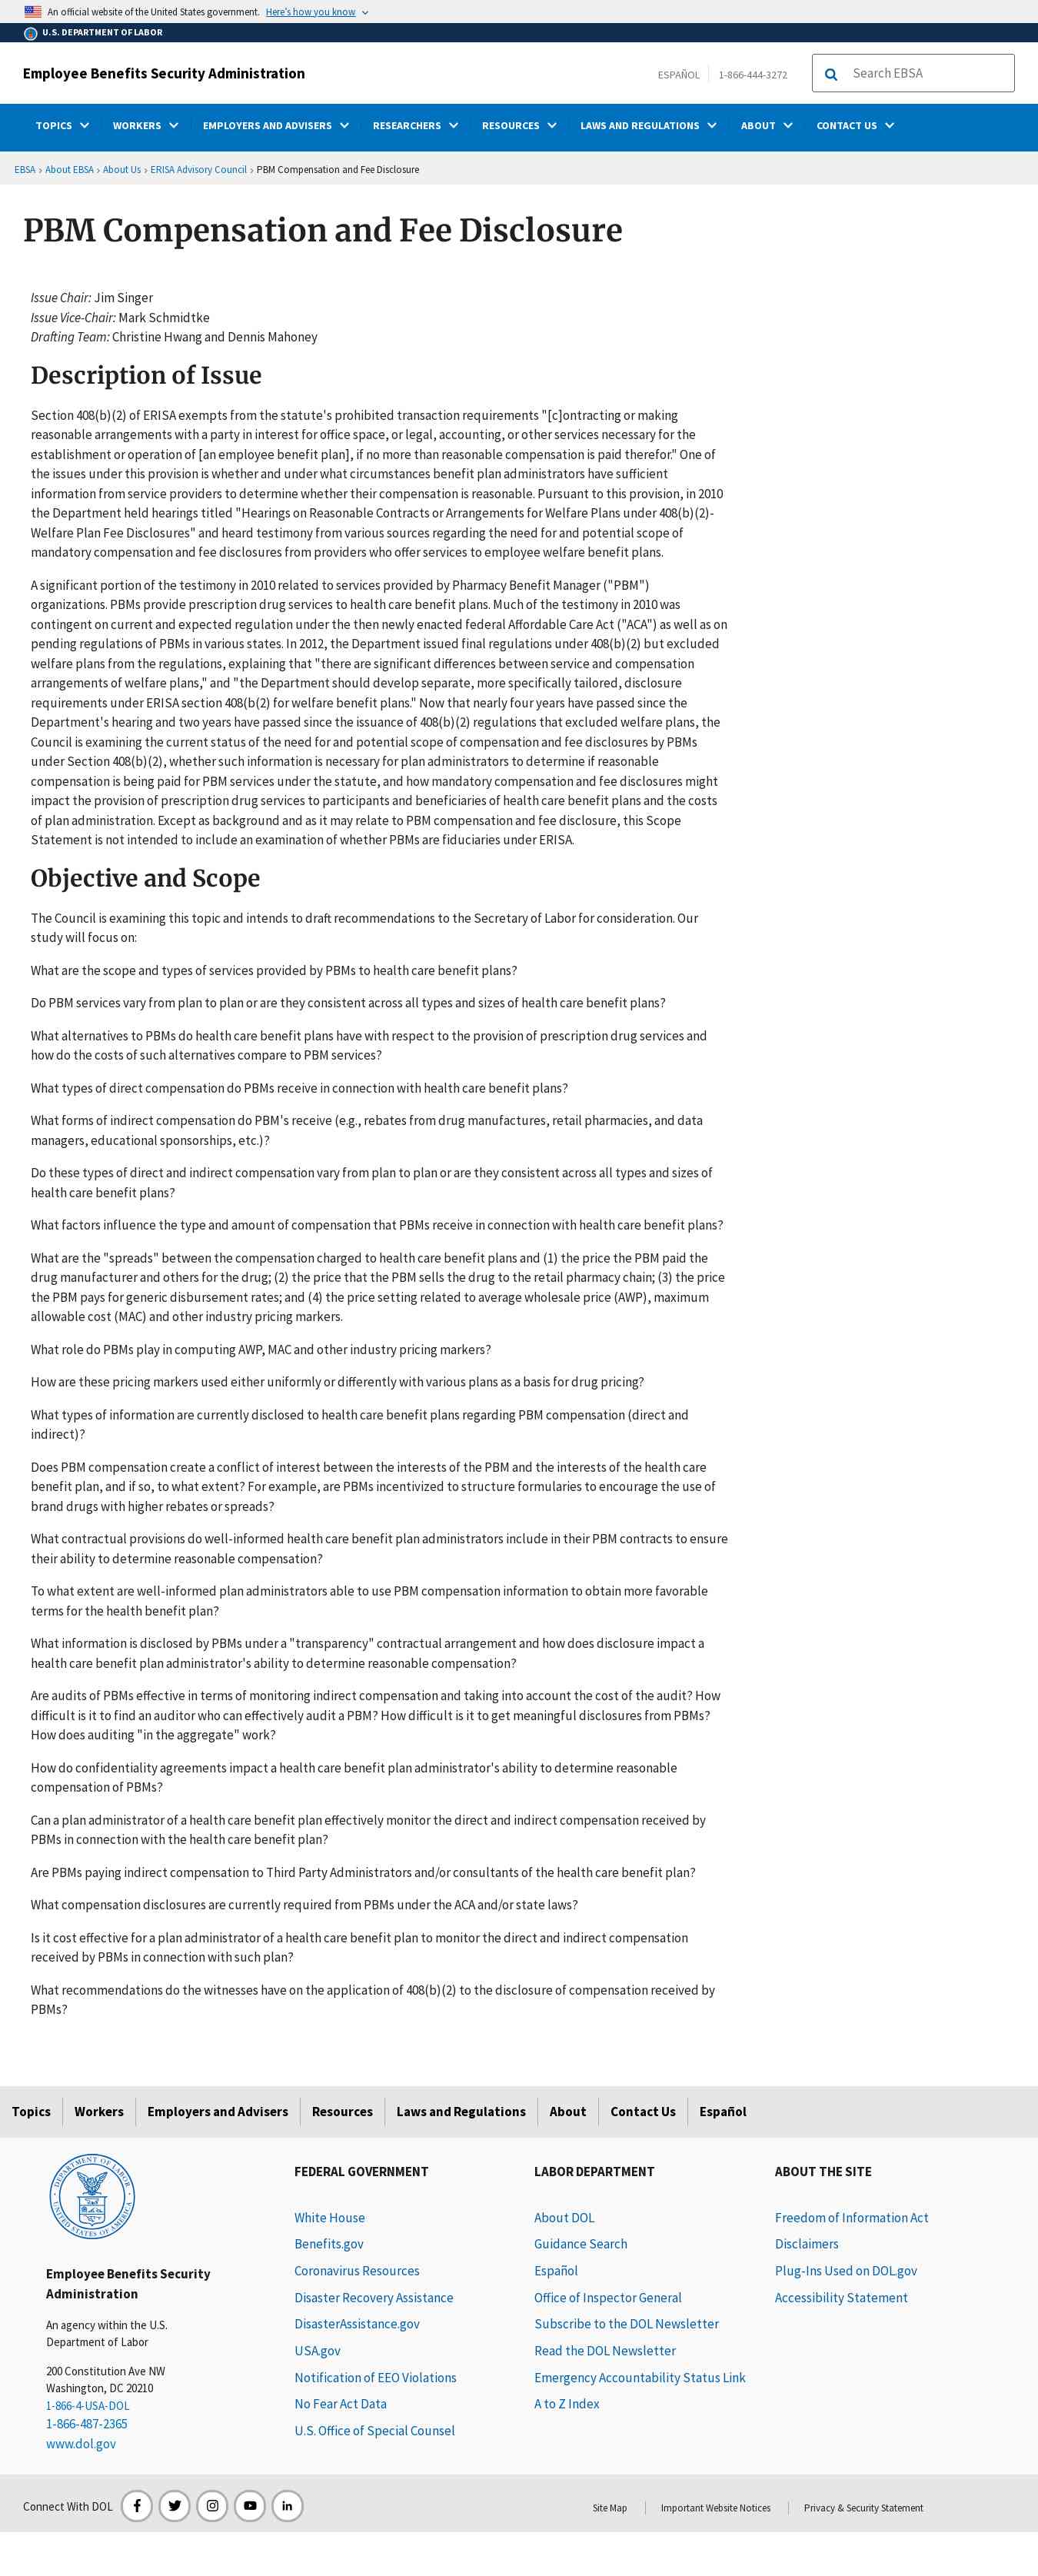 An official website of the United States government. Here's how you know
U.S. DEPARTMENT OF LABOR
Employee Benefits Security Administration
ESPAÑOL 1-866-444-3272
Search EBSA
TOPICS WORKERS EMPLOYERS AND ADVISERS RESEARCHERS RESOURCES LAWS AND REGULATIONS ABOUT CONTACT US
EBSA › About EBSA › About Us › ERISA Advisory Council › PBM Compensation and Fee Disclosure
PBM Compensation and Fee Disclosure
Issue Chair: Jim Singer
Issue Vice-Chair: Mark Schmidtke
Drafting Team: Christine Hwang and Dennis Mahoney
Description of Issue
Section 408(b)(2) of ERISA exempts from the statute's prohibited transaction requirements "[c]ontracting or making
reasonable arrangements with a party in interest for office space, or legal, accounting, or other services necessary for the
establishment or operation of [an employee benefit plan], if no more than reasonable compensation is paid therefor." One of
the issues under this provision is whether and under what circumstances benefit plan administrators have sufficient
information from service providers to determine whether their compensation is reasonable. Pursuant to this provision, in 2010
the Department held hearings titled "Hearings on Reasonable Contracts or Arrangements for Welfare Plans under 408(b)(2)-
Welfare Plan Fee Disclosures" and heard testimony from various sources regarding the need for and potential scope of
mandatory compensation and fee disclosures from providers who offer services to employee welfare benefit plans.
A significant portion of the testimony in 2010 related to services provided by Pharmacy Benefit Manager ("PBM")
organizations. PBMs provide prescription drug services to health care benefit plans. Much of the testimony in 2010 was
contingent on current and expected regulation under the then newly enacted federal Affordable Care Act ("ACA") as well as on
pending regulations of PBMs in various states. In 2012, the Department issued final regulations under 408(b)(2) but excluded
welfare plans from the regulations, explaining that "there are significant differences between service and compensation
arrangements of welfare plans," and "the Department should develop separate, more specifically tailored, disclosure
requirements under ERISA section 408(b(2) for welfare benefit plans." Now that nearly four years have passed since the
Department's hearing and two years have passed since the issuance of 408(b)(2) regulations that excluded welfare plans, the
Council is examining the current status of the need for and potential scope of compensation and fee disclosures by PBMs
under Section 408(b)(2), whether such information is necessary for plan administrators to determine if reasonable
compensation is being paid for PBM services under the statute, and how mandatory compensation and fee disclosures might
impact the provision of prescription drug services to participants and beneficiaries of health care benefit plans and the costs
of plan administration. Except as background and as it may relate to PBM compensation and fee disclosure, this Scope
Statement is not intended to include an examination of whether PBMs are fiduciaries under ERISA.
Objective and Scope
The Council is examining this topic and intends to draft recommendations to the Secretary of Labor for consideration. Our
study will focus on:
What are the scope and types of services provided by PBMs to health care benefit plans?
Do PBM services vary from plan to plan or are they consistent across all types and sizes of health care benefit plans?
What alternatives to PBMs do health care benefit plans have with respect to the provision of prescription drug services and
how do the costs of such alternatives compare to PBM services?
What types of direct compensation do PBMs receive in connection with health care benefit plans?
What forms of indirect compensation do PBM's receive (e.g., rebates from drug manufactures, retail pharmacies, and data
managers, educational sponsorships, etc.)?
Do these types of direct and indirect compensation vary from plan to plan or are they consistent across all types and sizes of
health care benefit plans?
What factors influence the type and amount of compensation that PBMs receive in connection with health care benefit plans?
What are the "spreads" between the compensation charged to health care benefit plans and (1) the price the PBM paid the
drug manufacturer and others for the drug; (2) the price that the PBM sells the drug to the retail pharmacy chain; (3) the price
the PBM pays for generic disbursement rates; and (4) the price setting related to average wholesale price (AWP), maximum
allowable cost (MAC) and other industry pricing markers.
What role do PBMs play in computing AWP, MAC and other industry pricing markers?
How are these pricing markers used either uniformly or differently with various plans as a basis for drug pricing?
What types of information are currently disclosed to health care benefit plans regarding PBM compensation (direct and
indirect)?
Does PBM compensation create a conflict of interest between the interests of the PBM and the interests of the health care
benefit plan, and if so, to what extent? For example, are PBMs incentivized to structure formularies to encourage the use of
brand drugs with higher rebates or spreads?
What contractual provisions do well-informed health care benefit plan administrators include in their PBM contracts to ensure
their ability to determine reasonable compensation?
To what extent are well-informed plan administrators able to use PBM compensation information to obtain more favorable
terms for the health benefit plan?
What information is disclosed by PBMs under a "transparency" contractual arrangement and how does disclosure impact a
health care benefit plan administrator's ability to determine reasonable compensation?
Are audits of PBMs effective in terms of monitoring indirect compensation and taking into account the cost of the audit? How
difficult is it to find an auditor who can effectively audit a PBM? How difficult is it to get meaningful disclosures from PBMs?
How does auditing "in the aggregate" work?
How do confidentiality agreements impact a health care benefit plan administrator's ability to determine reasonable
compensation of PBMs?
Can a plan administrator of a health care benefit plan effectively monitor the direct and indirect compensation received by
PBMs in connection with the health care benefit plan?
Are PBMs paying indirect compensation to Third Party Administrators and/or consultants of the health care benefit plan?
What compensation disclosures are currently required from PBMs under the ACA and/or state laws?
Is it cost effective for a plan administrator of a health care benefit plan to monitor the direct and indirect compensation
received by PBMs in connection with such plan?
What recommendations do the witnesses have on the application of 408(b)(2) to the disclosure of compensation received by
PBMs?
Topics Workers Employers and Advisers Resources Laws and Regulations About Contact Us Español
DEPARTMENT OF LABOR
UNITED STATES OF AMERICA
Employee Benefits Security
Administration
An agency within the U.S.
Department of Labor
200 Constitution Ave NW
Washington, DC 20210
1-866-4-USA-DOL
1-866-487-2365
www.dol.gov
FEDERAL GOVERNMENT
White House
Benefits.gov
Coronavirus Resources
Disaster Recovery Assistance
DisasterAssistance.gov
USA.gov
Notification of EEO Violations
No Fear Act Data
U.S. Office of Special Counsel
LABOR DEPARTMENT
About DOL
Guidance Search
Español
Office of Inspector General
Subscribe to the DOL Newsletter
Read the DOL Newsletter
Emergency Accountability Status Link
A to Z Index
ABOUT THE SITE
Freedom of Information Act
Disclaimers
Plug-Ins Used on DOL.gov
Accessibility Statement
Connect With DOL
Site Map Important Website Notices Privacy & Security Statement